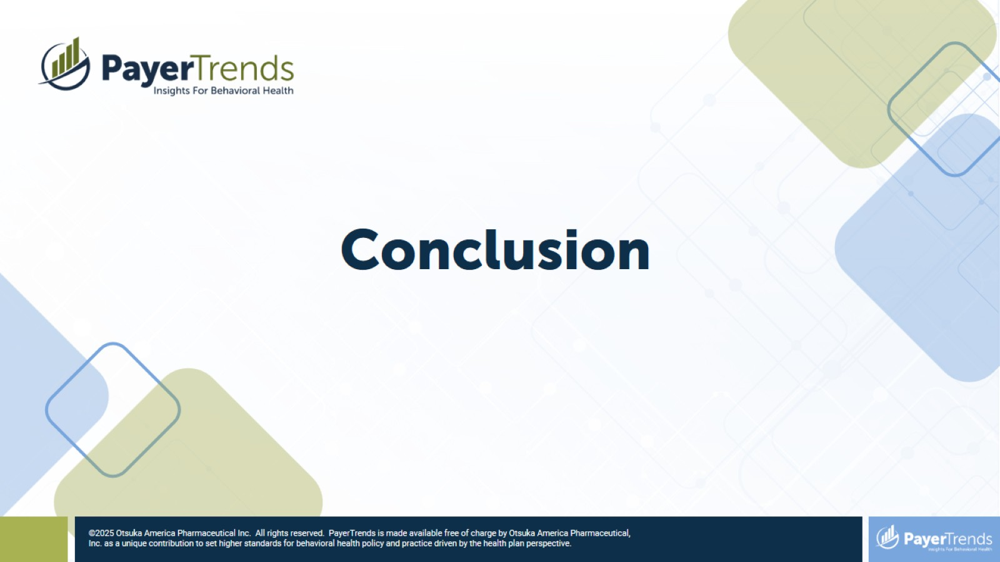 PayerTrends
Insights For Behavioral Health
Conclusion
©2025 Otsuka America Pharmaceutical Inc.  All rights reserved.  PayerTrends is made available free of charge by Otsuka America Pharmaceutical,
Inc. as a unique contribution to set higher standards for behavioral health policy and practice driven by the health plan perspective.
PayerTrends
Insights For Behavioral Health